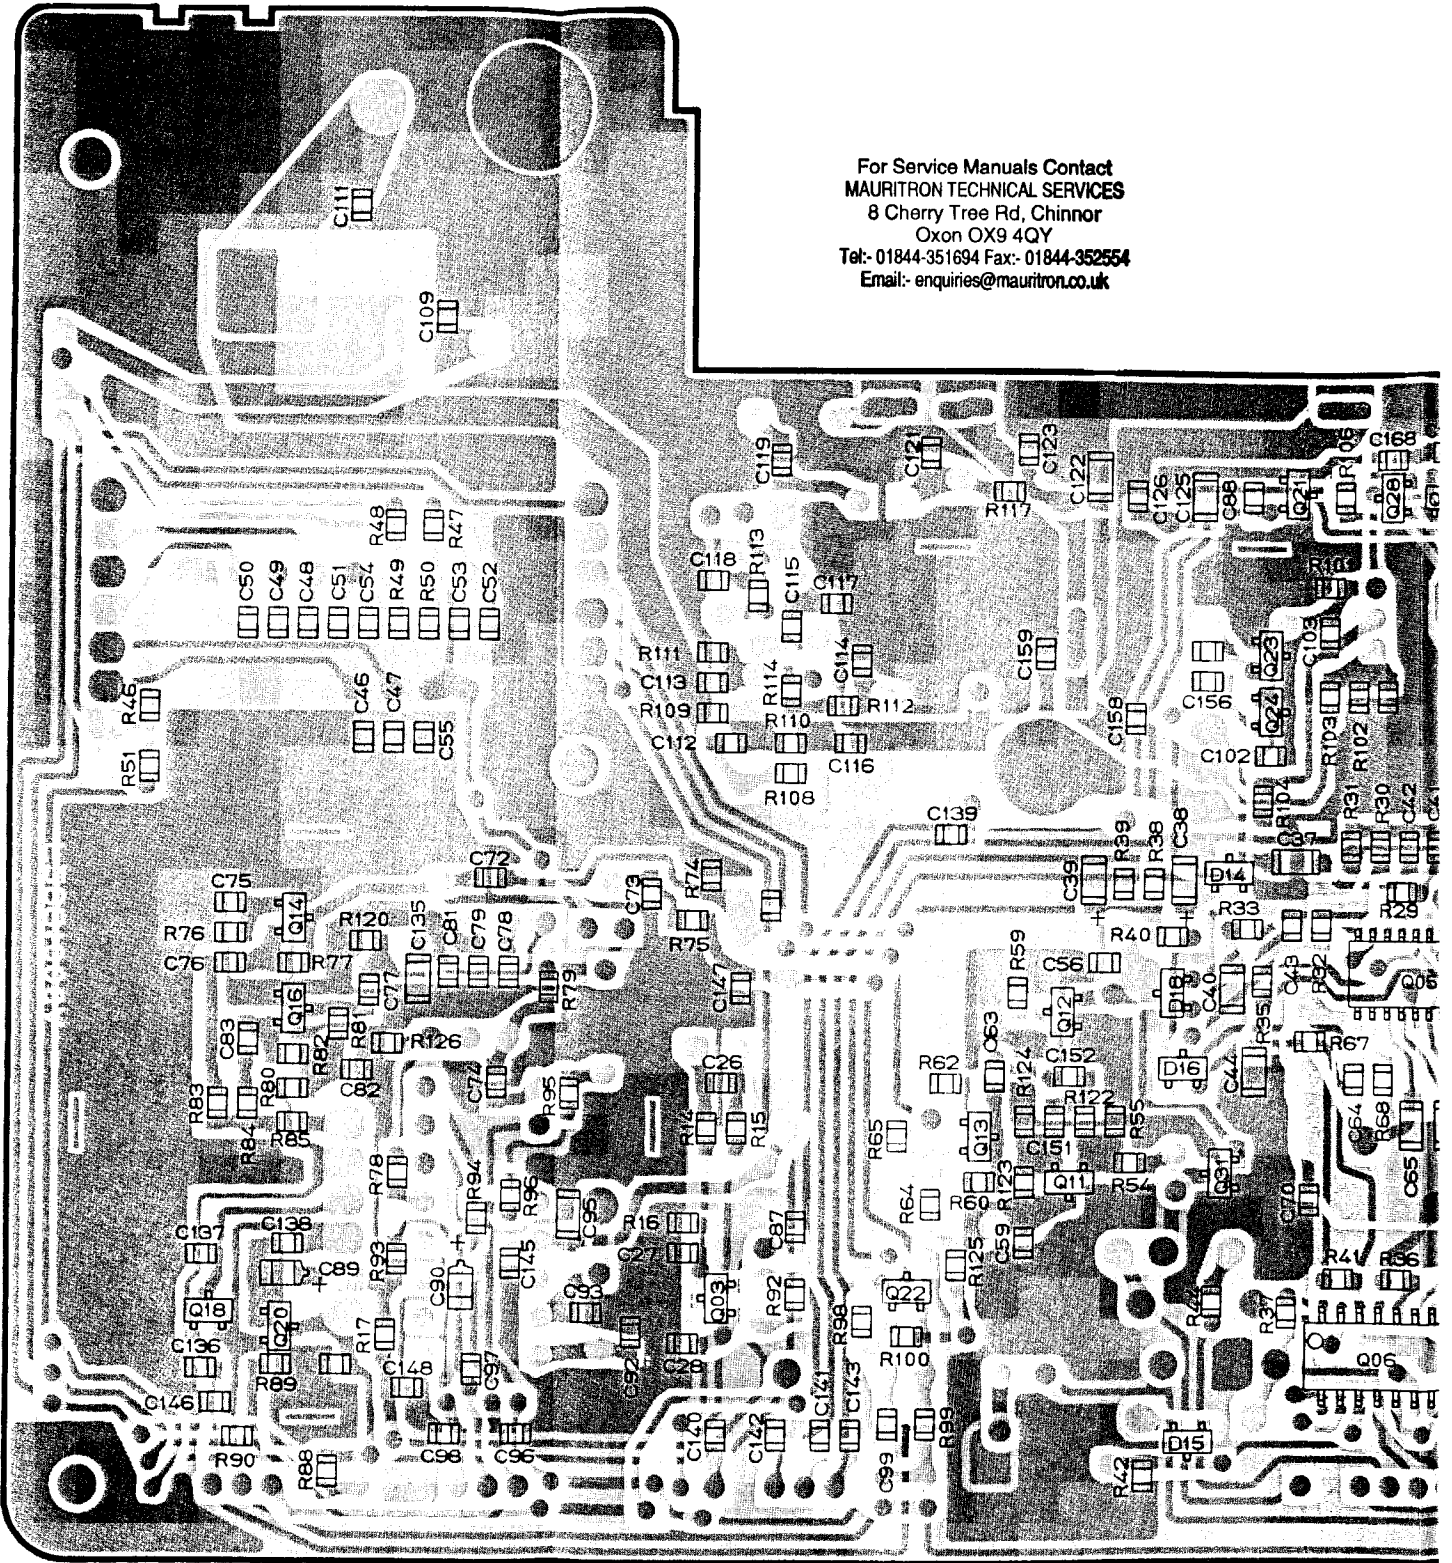 For Service Manuals Contact
MAURITRON TECHNICAL SERVICES
8 Cherry Tree Rd, Chinnor
Oxon OX9 4QY
Tel:- 01844-351694 Fax:- 01844-352554
Email:- enquiries@mauritron.co.uk
C111
C109
C119
C121
C123
C122
C126
C125
C88
Q21
C168
Q28
R48
R47
R117
C50
C49
C48
C51
C54
R49
R50
C53
C52
C118
R113
C115
Q117
R111
C113
R109
C112
R114
C114
R110
R112
C116
R108
C159
C158
C156
Q23
C103
Q24
C102
R103
R102
R104
R46
R51
C46
C47
C55
C139
R31
R30
C42
C41
R39
R38
C38
C39
D14
R29
C72
C73
R74
R75
C75
R76
C76
Q14
R77
R120
C135
C81
C79
C78
C77
R79
C147
R59
C56
R40
R33
Q12
D18
C40
R35
C43
R32
Q05
Q16
C83
R82
R81
R126
C82
R80
R83
R84
R85
C74
R95
C26
R14
R15
R62
C63
R124
C152
D16
C44
R67
R65
Q13
C151
R122
R55
C64
R68
C65
R78
R94
R96
C95
R64
R60
R123
Q11
R54
Q31
C70
C137
C138
C89
R93
C90
C145
R16
C27
C87
R125
C59
R41
R36
Q18
Q20
R17
C93
C92
Q03
R92
R98
Q22
R44
R37
C136
R89
C148
C97
C28
R100
Q06
C146
R90
R88
C98
C96
C140
C142
C141
C143
C99
R99
D15
R42